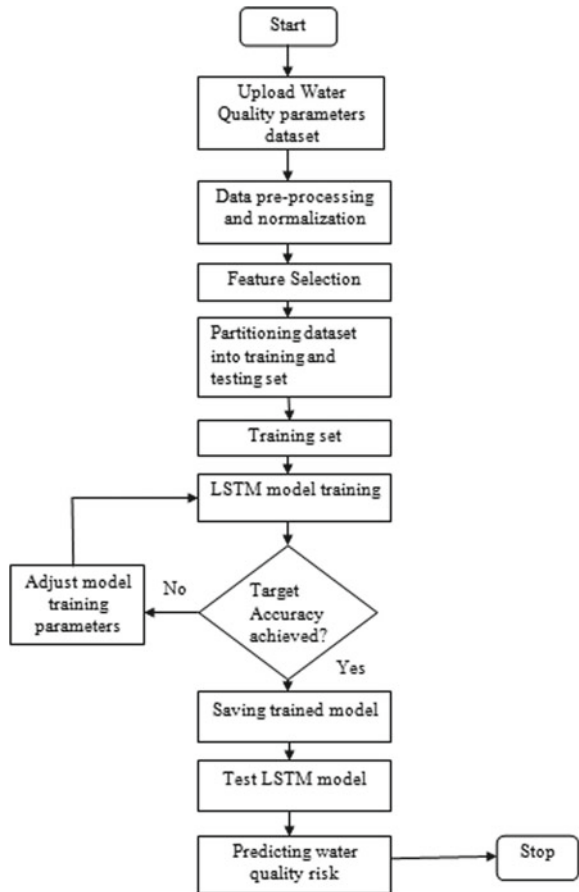 Start
Upload Water
Quality parameters
dataset
Data pre-processing
and normalization
Feature Selection
Partitioning dataset
into training and
testing set
Training set
LSTM model training
Adjust model
training
parameters
No
Target
Accuracy
achieved?
Yes
Saving trained model
Test LSTM model
Predicting water
quality risk
Stop